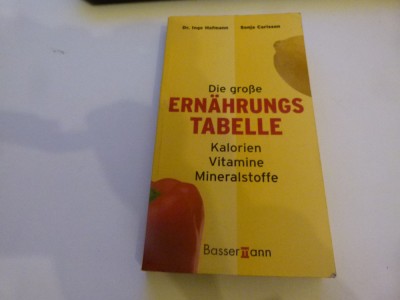 Dr. Inge Hofmann Sonja Carlsson
Die große
ERNÄHRUNGS
TABELLE
Kalorien
Vitamine
Mineralstoffe
Bassermann